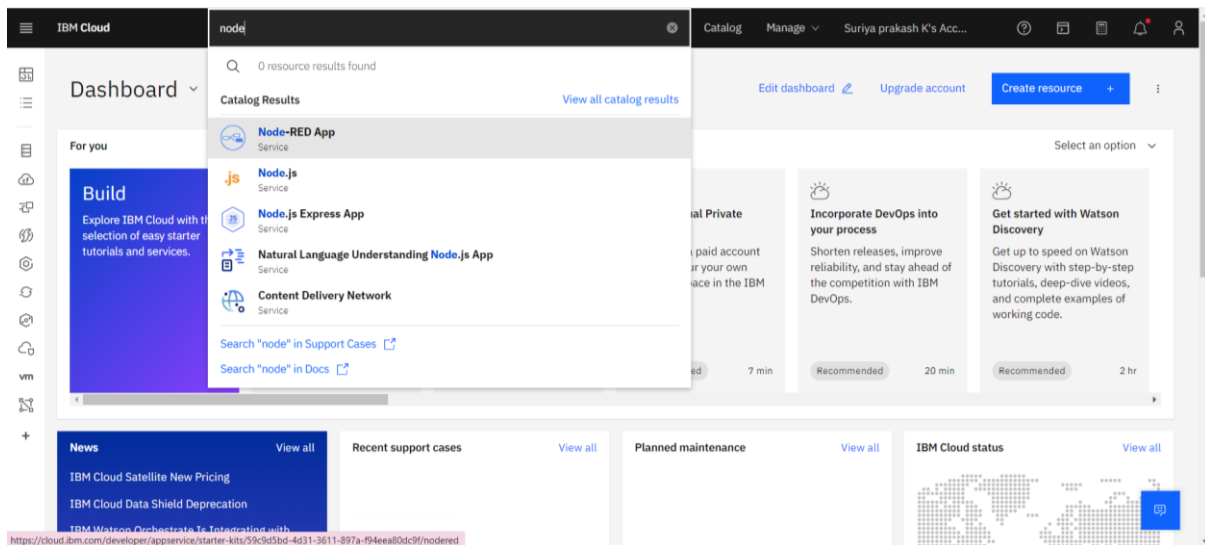 IBM Cloud
node
Catalog
Manage
Suriya prakash K's Acc...
0 resource results found
Catalog Results
View all catalog results
Node-RED App
Service
.js
Node.js
Service
JS
Node.js Express App
Service
Natural Language Understanding Node.js App
Service
Content Delivery Network
Service
Search "node" in Support Cases
Search "node" in Docs
Dashboard
Edit dashboard
Upgrade account
Create resource +
For you
Select an option
Build
Explore IBM Cloud with th
selection of easy starter
tutorials and services.
al Private
paid account
ur your own
ace in the IBM
ed
7 min
Incorporate DevOps into
your process
Shorten releases, improve
reliability, and stay ahead of
the competition with IBM
DevOps.
Recommended
20 min
Get started with Watson
Discovery
Get up to speed on Watson
Discovery with step-by-step
tutorials, deep-dive videos,
and complete examples of
working code.
Recommended
2 hr
vm
News
View all
IBM Cloud Satellite New Pricing
IBM Cloud Data Shield Deprecation
IBM Watson Orchestrate Is Integrating with
Recent support cases
View all
Planned maintenance
View all
IBM Cloud status
View all
https://cloud.ibm.com/developer/appservice/starter-kits/59c9d5bd-4d31-3611-897a-f94eea80dc9f/nodered